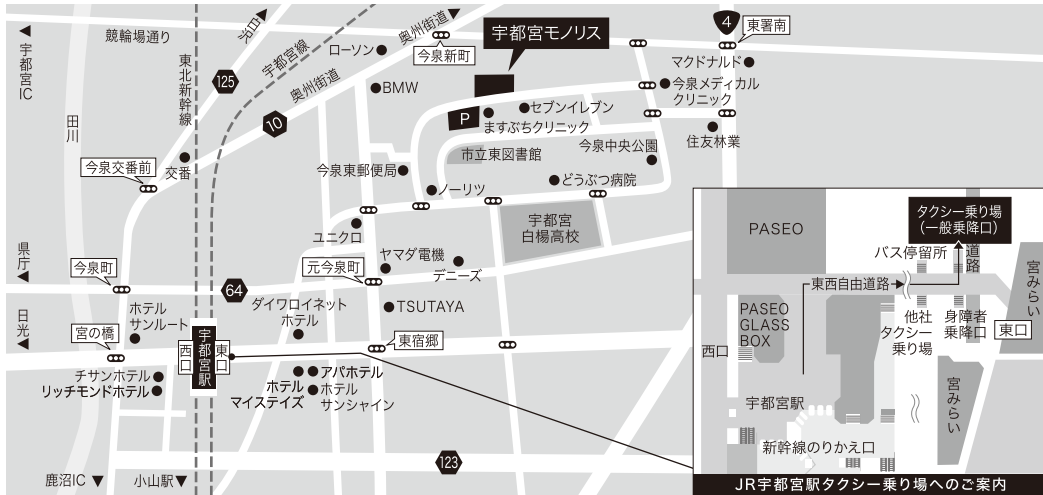 競輪場通り
白沢
宇都宮線
ローソン
奥州街道
今泉新町
宇都宮モノリス
4
東署南
宇都宮IC
東北新幹線
125
奥州街道
BMW
マクドナルド
今泉メディカル
クリニック
セブンイレブン
P
ますぶちクリニック
10
田川
住友林業
今泉交番前
交番
今泉東郵便局
市立東図書館
今泉中央公園
どうぶつ病院
ノーリツ
ユニクロ
宇都宮
白楊高校
県庁
今泉町
元今泉町
ヤマダ電機
デニーズ
64
日光
宮の橋
ホテル
サンルート
ダイワロイネット
ホテル
TSUTAYA
東宿郷
西口
宇都宮駅
東口
チサンホテル
リッチモンドホテル
ホテル
マイステイズ
アパホテル
ホテル
サンシャイン
123
鹿沼IC
小山駅
PASEO
タクシー乗り場
(一般乗降口)
バス停留所
道路
宮みらい
東西自由道路
PASEO
GLASS
BOX
他社
タクシー
乗り場
身障者
乗降口
東口
西口
宮みらい
宇都宮駅
新幹線のりかえ口
JR宇都宮駅タクシー乗り場へのご案内